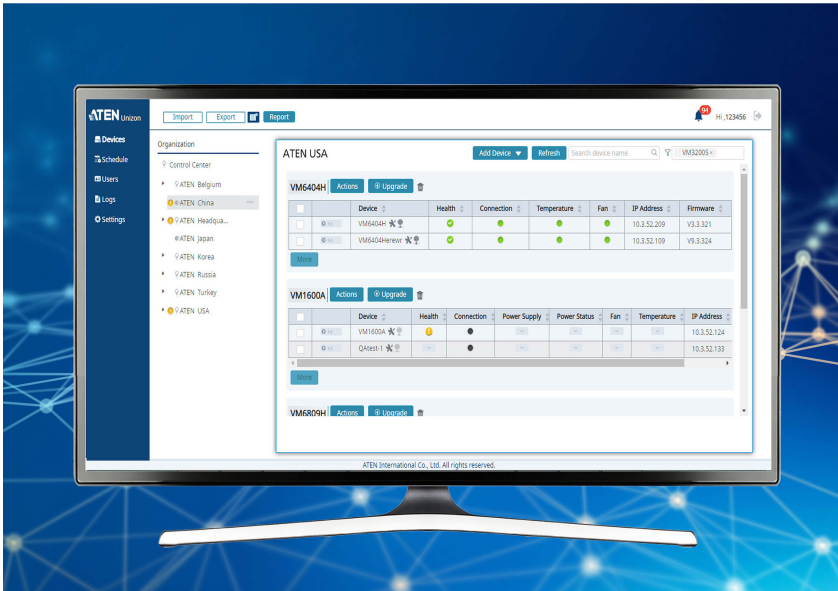 ATEN Unizon
Import Export Report
94
Hi ,123456
Devices
Schedule
Users
Logs
Settings
Organization
Control Center
ATEN Belgium
ATEN China
ATEN Headqua...
ATEN Japan
ATEN Korea
ATEN Russia
ATEN Turkey
ATEN USA
ATEN USA
Add Device Refresh Search device name VM3200S ×
VM6404H Actions Upgrade
Device Health Connection Temperature Fan IP Address Firmware
VM6404H 10.3.52.209 V3.3.321
VM6404Herewr 10.3.52.109 V9.3.324
More
VM1600A Actions Upgrade
Device Health Connection Power Supply Power Status Fan Temperature IP Address
VM1600A 10.3.52.124
QAtest-1 10.3.52.133
More
VM6809H Actions Upgrade
ATEN International Co., Ltd. All rights reserved.